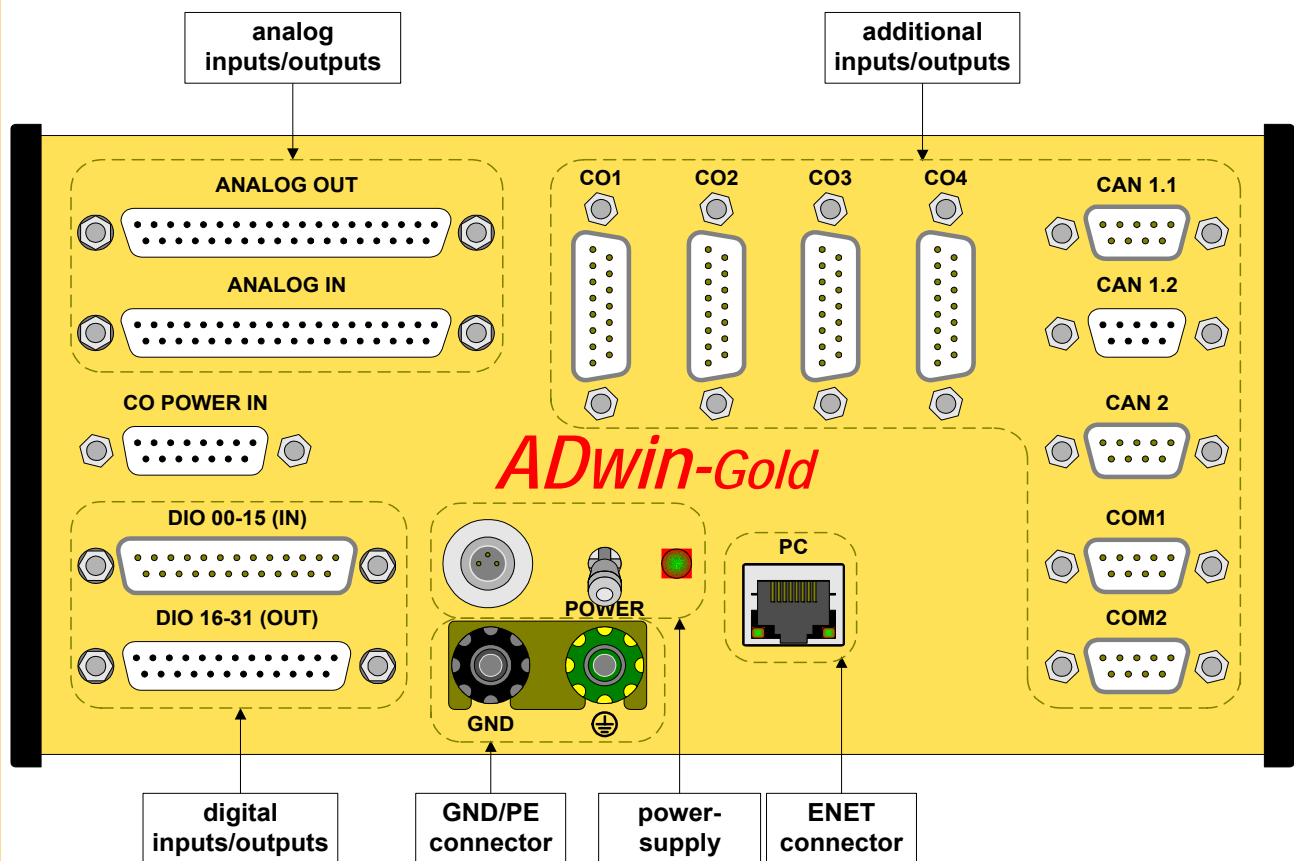 analog
inputs/outputs
additional
inputs/outputs
ANALOG OUT
CO1
CO2
CO3
CO4
CAN 1.1
ANALOG IN
CAN 1.2
CO POWER IN
CAN 2
ADwin-Gold
DIO 00-15 (IN)
PC
COM1
DIO 16-31 (OUT)
POWER
COM2
GND
digital
inputs/outputs
GND/PE
connector
power-
supply
ENET
connector